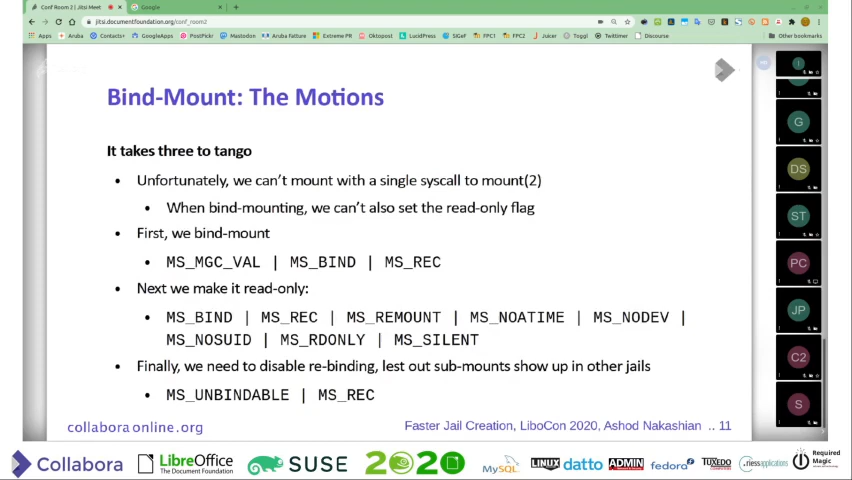 Conf Room2 | Jitsi Meet
Google
jitsi.documentfoundation.org/conf_room2
Apps Aruba Contacts+ GoogleApps PostPickr Mastodon Aruba Fatture Extreme PR Oktopost LucidPress SIGeF FPC1 FPC2 Juker Toggl Twittimer Discourse Other bookmarks
Bind-Mount: The Motions
It takes three to tango
• Unfortunately, we can't mount with a single syscall to mount(2)
• When bind-mounting, we can't also set the read-only flag
• First, we bind-mount
• MS_MGC_VAL | MS_BIND | MS_REC
• Next we make it read-only:
• MS_BIND | MS_REC | MS_REMOUNT | MS_NOATIME | MS_NODEV |
MS_NOSUID | MS_RDONLY | MS_SILENT
• Finally, we need to disable re-binding, lest out sub-mounts show up in other jails
• MS_UNBINDABLE | MS_REC
collaboraonline.org
Faster Jail Creation, LiboCon 2020, Ashod Nakashian .. 11
I
G
DS
ST
PC
JP
C2
S
Collabora
LibreOffice
The Document Foundation
SUSE
2020
MySQL
LINUX
datto
ADMIN
fedora
TUXEDO
Required
Magic